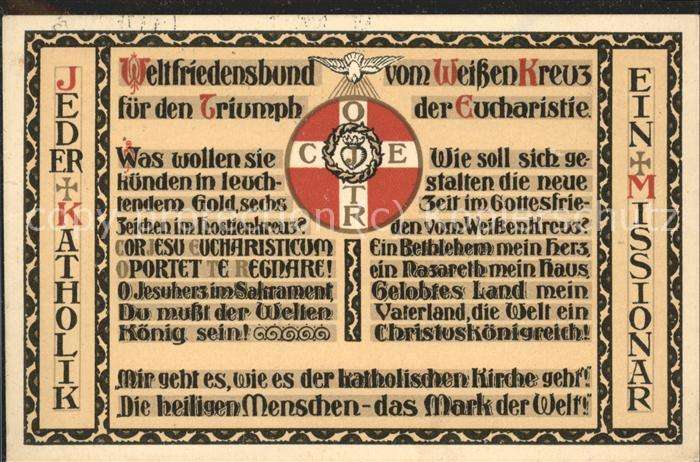 JEDER KATHOLIK
Weltfriedensbund vom Weißen Kreuz
für den Triumph der Eucharistie.
O
C J E
T
R
Was wollen sie
künden in leuch-
tendem Gold, sechs
Zeichen im Hostienkreuz?
COR JESU EUCHARISTICUM
OPORTET TE REGNARE!
O Jesuherz im Sakrament,
Du mußt der Welten
König sein!
Wie soll sich ge-
stalten die neue
Zeit im Gottesfrie-
den vom Weißen Kreuz?
Ein Bethlehem mein Herz,
ein Nazareth mein Haus,
Gelobtes Land mein
Vaterland, die Welt ein
Christuskönigreich!
„Mir geht es, wie es der katholischen Kirche geht“!
„Die heiligen Menschen - das Mark der Welt“!
EIN MISSIONAR